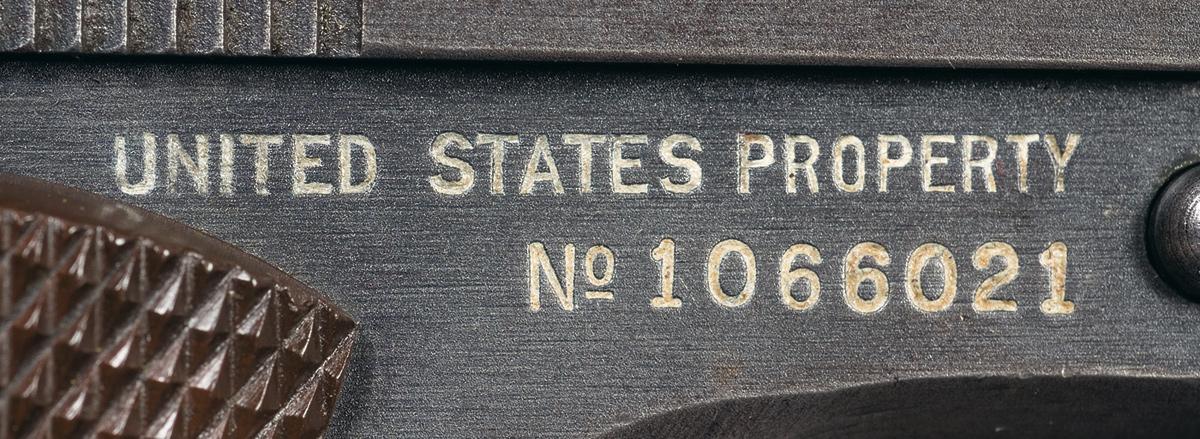 UNITED STATES PROPERTY
Nº 1066021